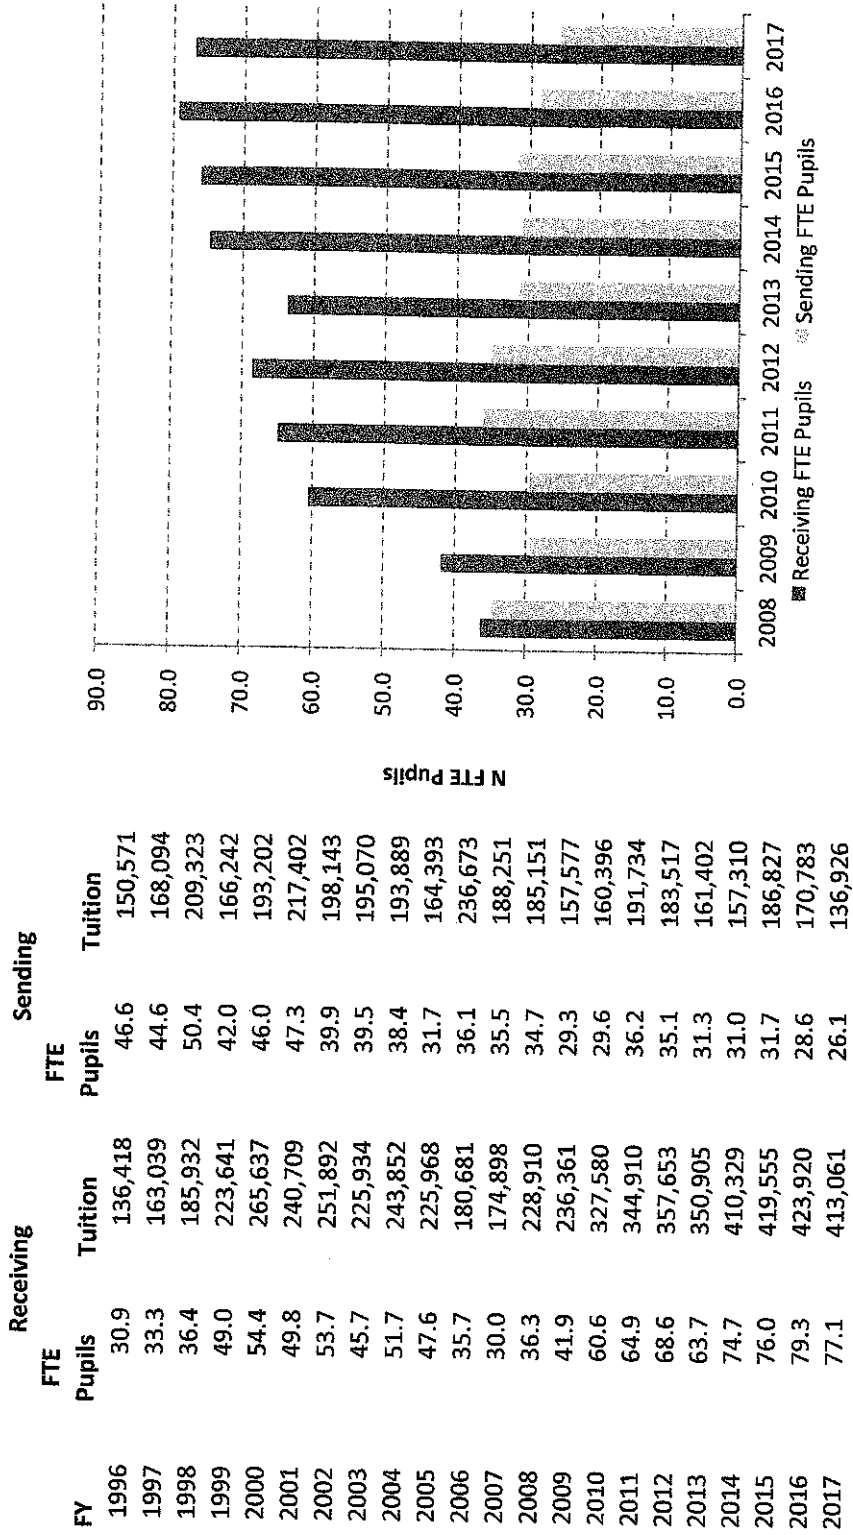 Receiving Sending
FTE FTE
FY Pupils Tuition Pupils Tuition
1996 30.9 136,418 46.6 150,571
1997 33.3 163,039 44.6 168,094
1998 36.4 185,932 50.4 209,323
1999 49.0 223,641 42.0 166,242
2000 54.4 265,637 46.0 193,202
2001 49.8 240,709 47.3 217,402
2002 53.7 251,892 39.9 198,143
2003 45.7 225,934 39.5 195,070
2004 51.7 243,852 38.4 193,889
2005 47.6 225,968 31.7 164,393
2006 35.7 180,681 36.1 236,673
2007 30.0 174,898 35.5 188,251
2008 36.3 228,910 34.7 185,151
2009 41.9 236,361 29.3 157,577
2010 60.6 327,580 29.6 160,396
2011 64.9 344,910 36.2 191,734
2012 68.6 357,653 35.1 183,517
2013 63.7 350,905 31.3 161,402
2014 74.7 410,329 31.0 157,310
2015 76.0 419,555 31.7 186,827
2016 79.3 423,920 28.6 170,783
2017 77.1 413,061 26.1 136,926
N FTE Pupils
90.0
80.0
70.0
60.0
50.0
40.0
30.0
20.0
10.0
0.0
2008 2009 2010 2011 2012 2013 2014 2015 2016 2017
Receiving FTE Pupils Sending FTE Pupils